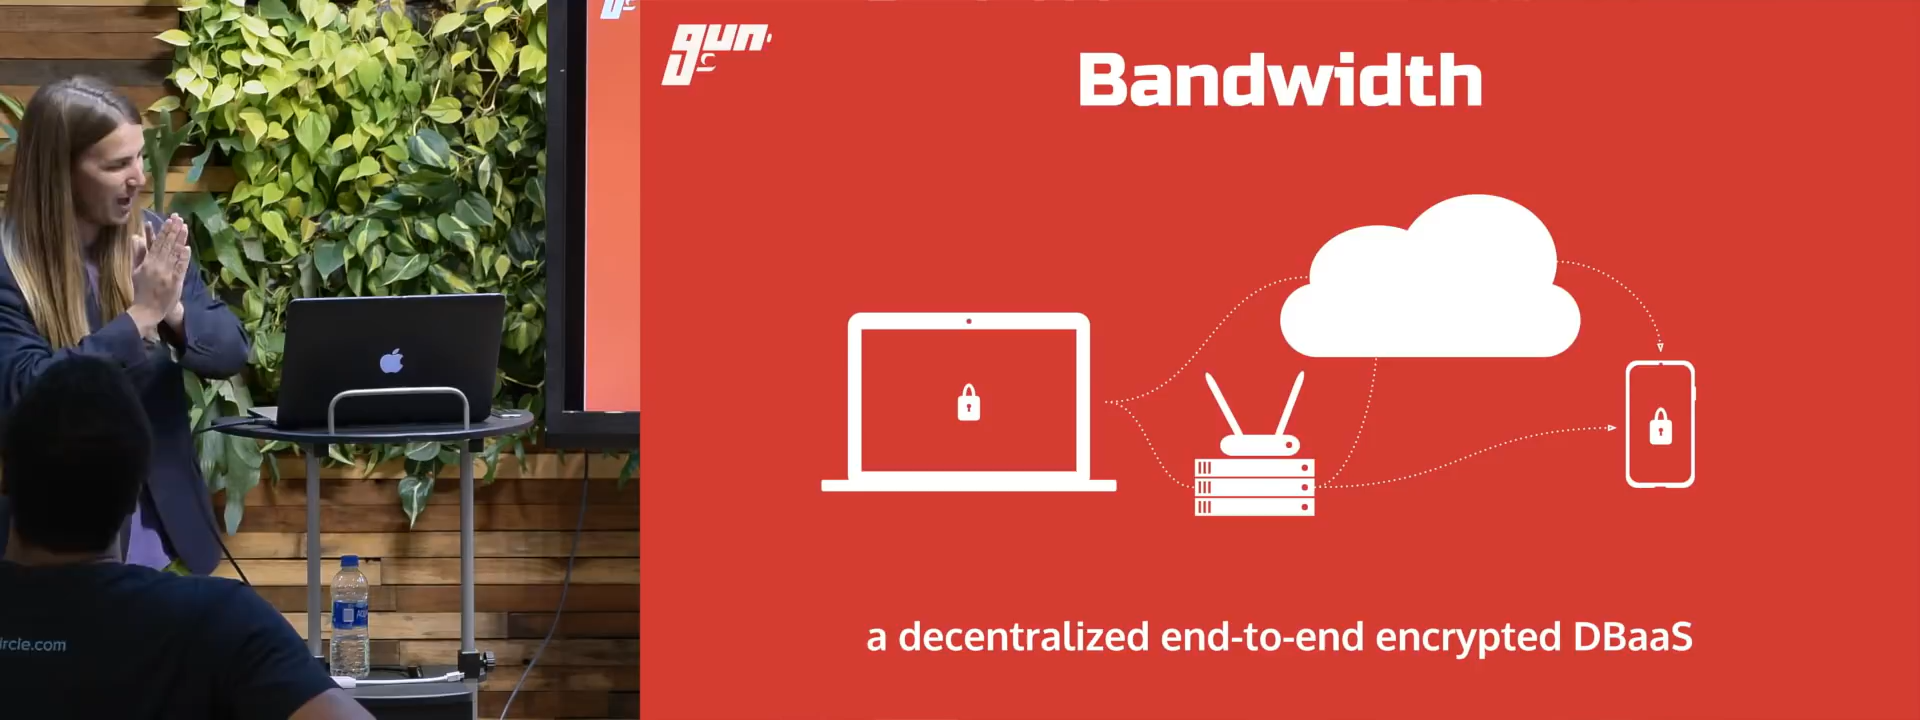 gun
Bandwidth
a decentralized end-to-end encrypted DBaaS
ircle.com